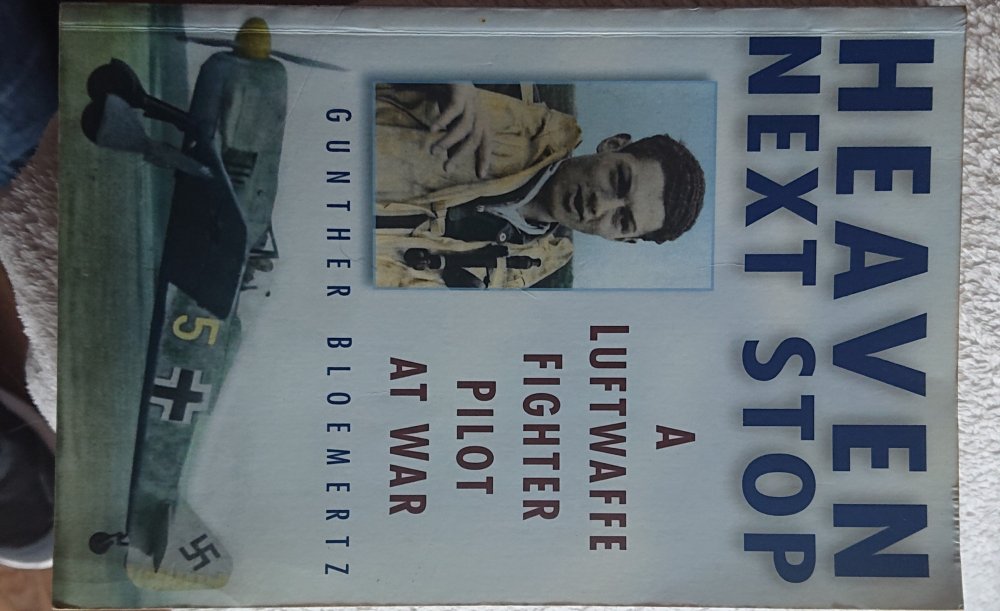 HEAVEN
NEXT STOP
A
LUFTWAFFE
FIGHTER
PILOT
AT WAR
GUNTHER BLOEMERTZ
5